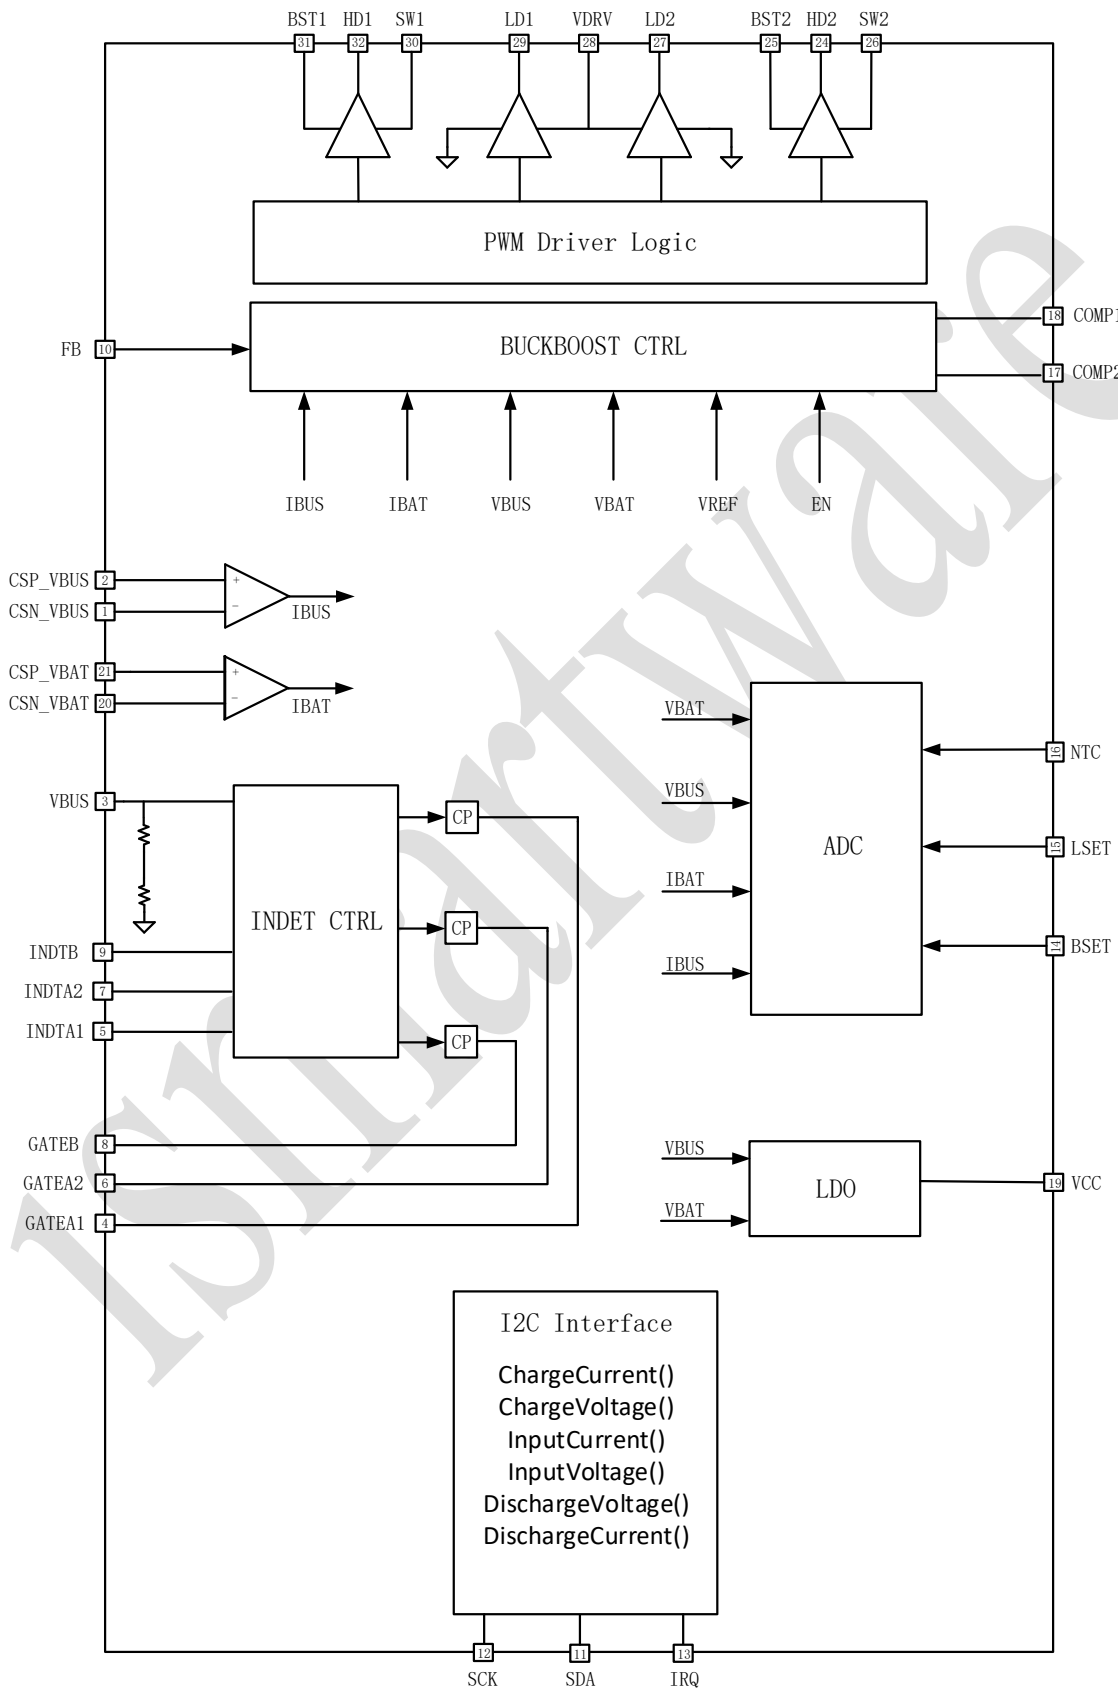 BST1 HD1 SW1 LD1 VDRV LD2 BST2 HD2 SW2
31 32 30 29 28 27 25 24 26
PWM Driver Logic
BUCKBOOST CTRL
FB 10
18 COMP1
17 COMP2
IBUS IBAT VBUS VBAT VREF EN
CSP_VBUS 2 +
CSN_VBUS 1 -
IBUS
CSP_VBAT 21 +
CSN_VBAT 20 -
IBAT
VBUS 3
INDET CTRL
CP
CP
CP
INDTB 9
INDTA2 7
INDTA1 5
GATEB 8
GATEA2 6
GATEA1 4
VBAT
VBUS
IBAT
IBUS
ADC
16 NTC
15 LSET
14 BSET
VBUS
VBAT
LDO
19 VCC
I2C Interface
ChargeCurrent()
ChargeVoltage()
InputCurrent()
InputVoltage()
DischargeVoltage()
DischargeCurrent()
12 11 13
SCK SDA IRQ
Ismartware